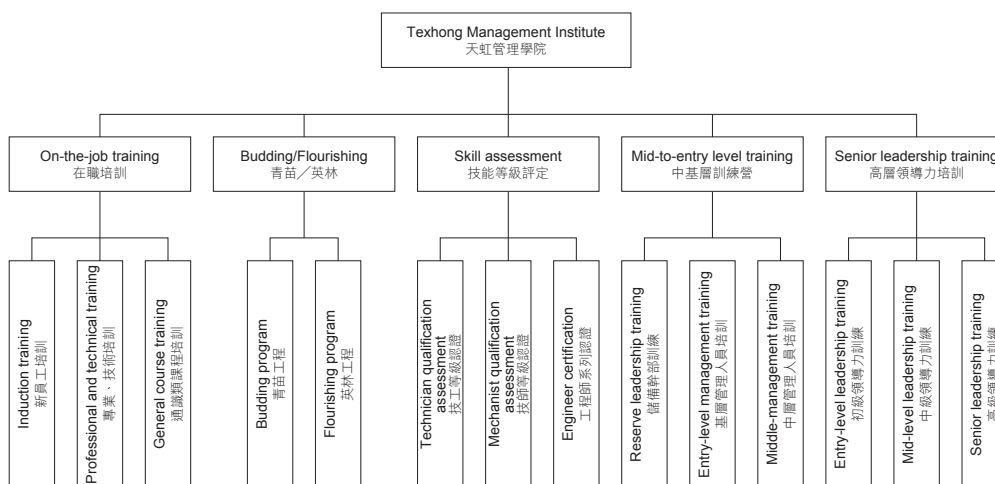 Texhong Management Institute
天虹管理學院
On-the-job training
在職培訓
Budding/Flourishing
青苗／英林
Skill assessment
技能等級評定
Mid-to-entry level training
中基層訓練營
Senior leadership training
高層領導力培訓
Induction training
新員工培訓
Professional and technical training
專業、技術培訓
General course training
通識類課程培訓
Budding program
青苗工程
Flourishing program
英林工程
Technician qualification
assessment
技工等級認證
Mechanist qualification
assessment
技師等級認證
Engineer certification
工程師系列認證
Reserve leadership training
儲備幹部訓練
Entry-level management training
基層管理人員培訓
Middle-management training
中層管理人員培訓
Entry-level leadership training
初級領導力訓練
Mid-level leadership training
中級領導力訓練
Senior leadership training
高級領導力訓練